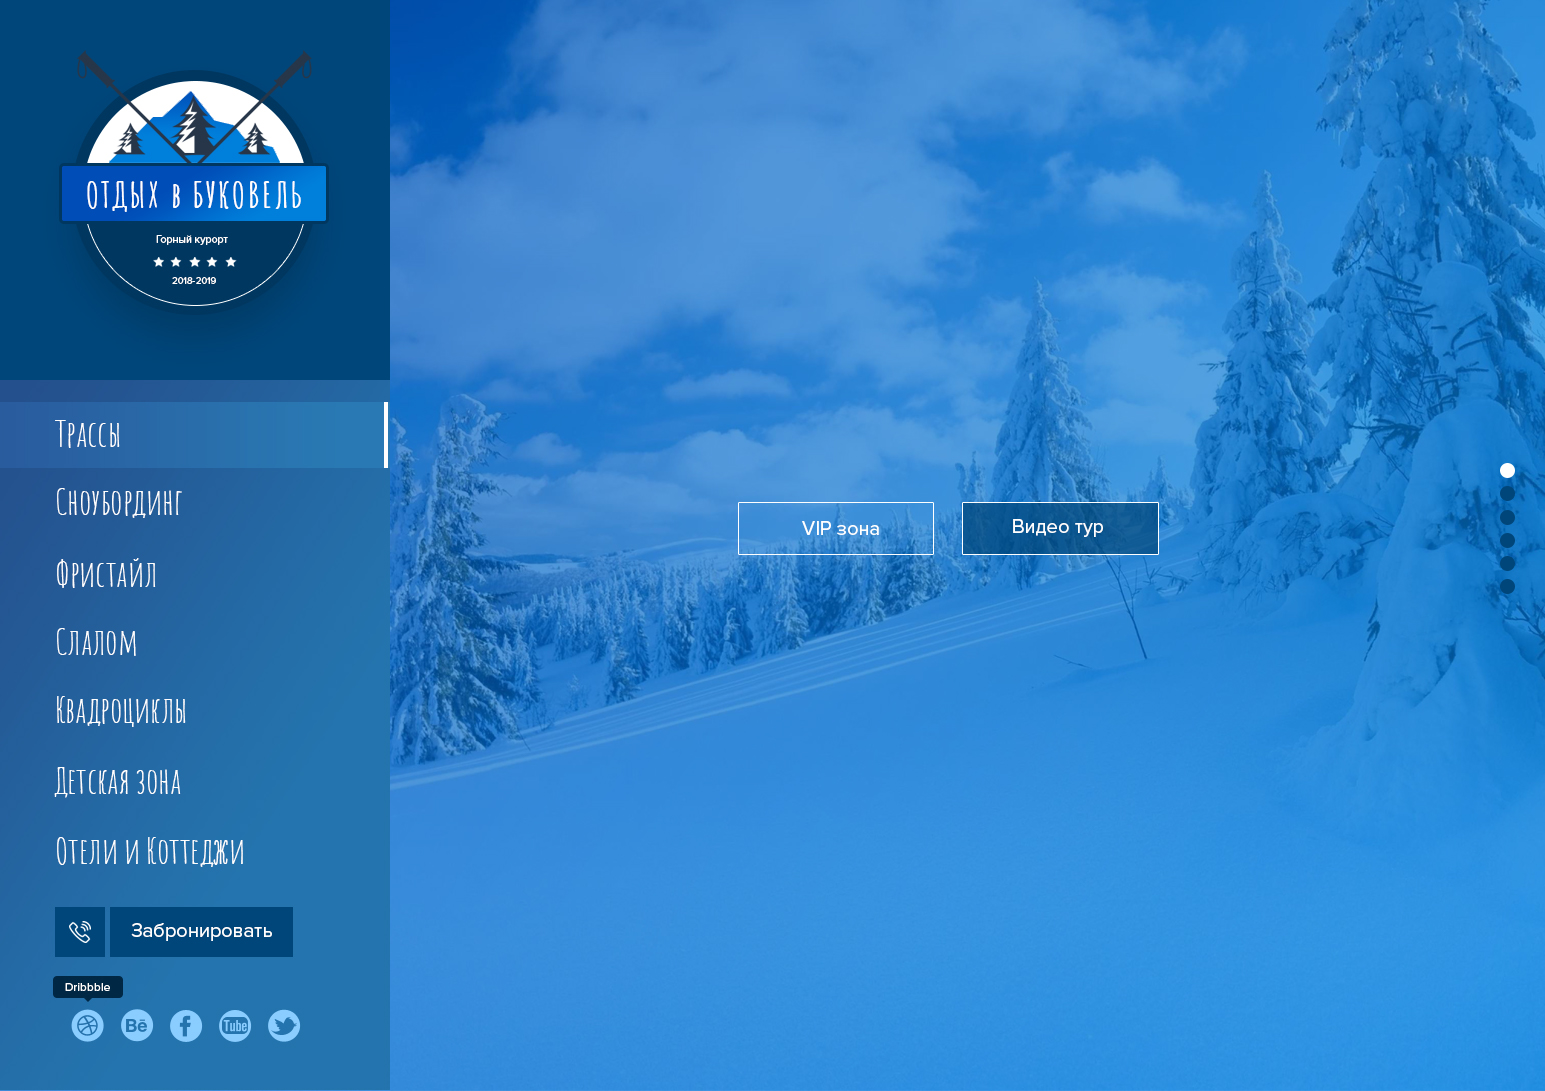 ОТДЫХ в БУКОВЕЛЬ
Горный курорт
2018-2019
Трассы
Сноубординг
Фристайл
Слалом
Квадроциклы
Детская зона
Отели и Коттеджи
Забронировать
Dribbble
Bē
f
Tube
VIP зона
Видео тур